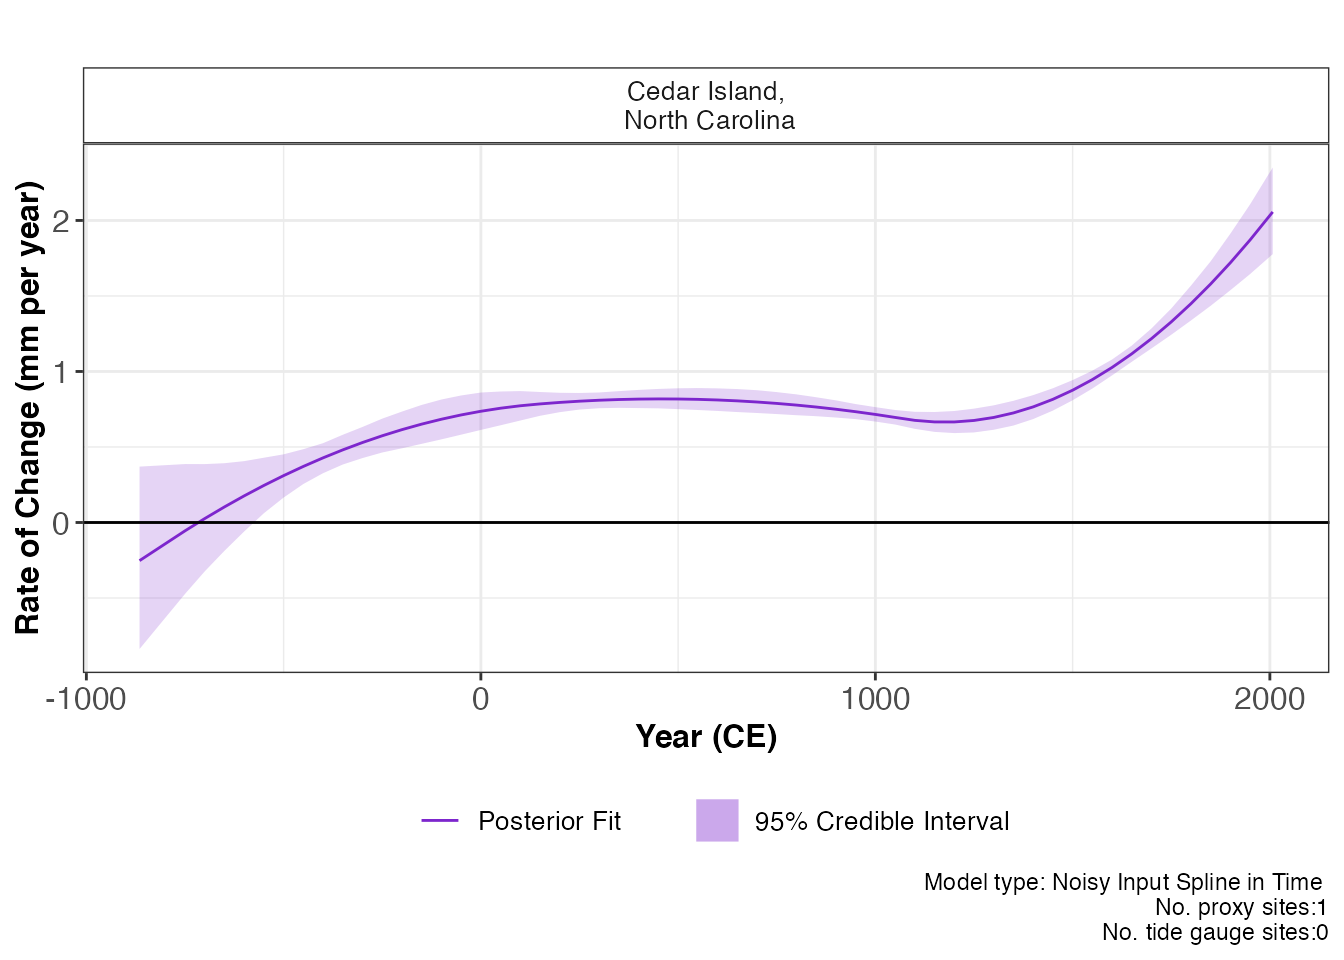 Cedar Island,
North Carolina
Rate of Change (mm per year)
2
1
0
-1000
0
1000
2000
Year (CE)
Posterior Fit
95% Credible Interval
Model type: Noisy Input Spline in Time
No. proxy sites:1
No. tide gauge sites:0